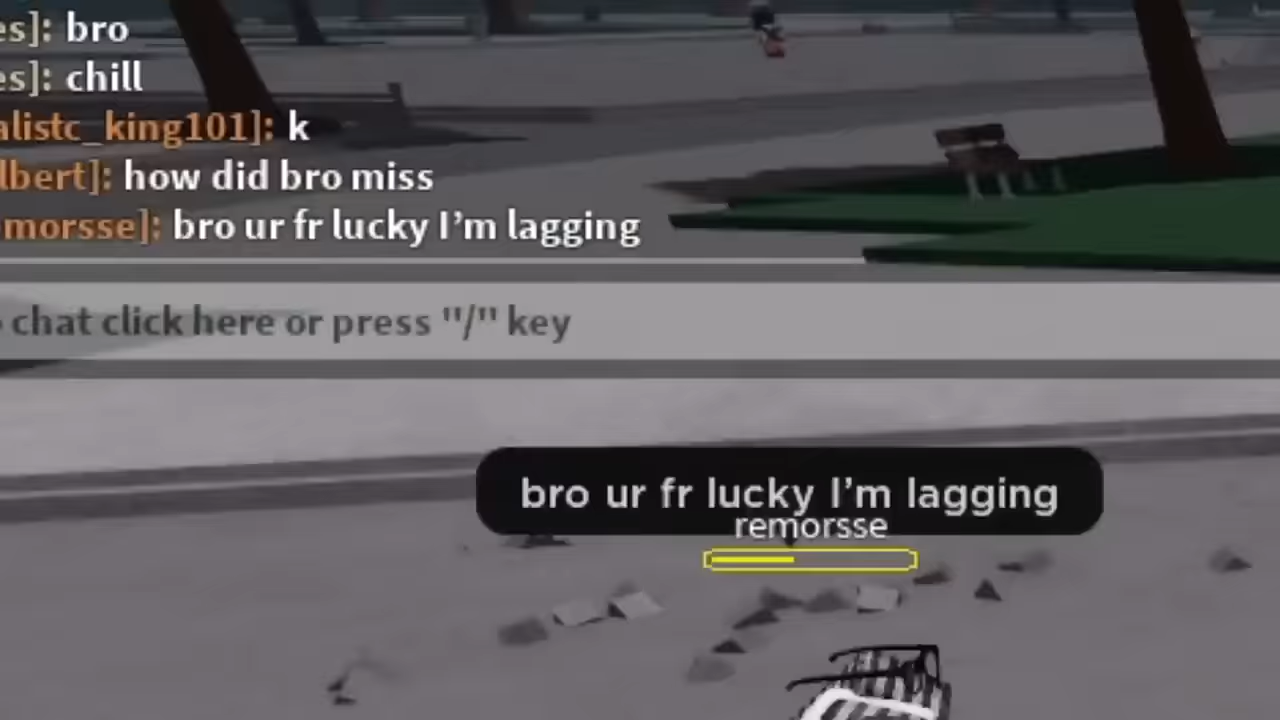 es]: bro
es]: chill
alistc_king101]: k
lbert]: how did bro miss
morsse]: bro ur fr lucky I’m lagging
chat click here or press "/" key
bro ur fr lucky I’m lagging
remorsse